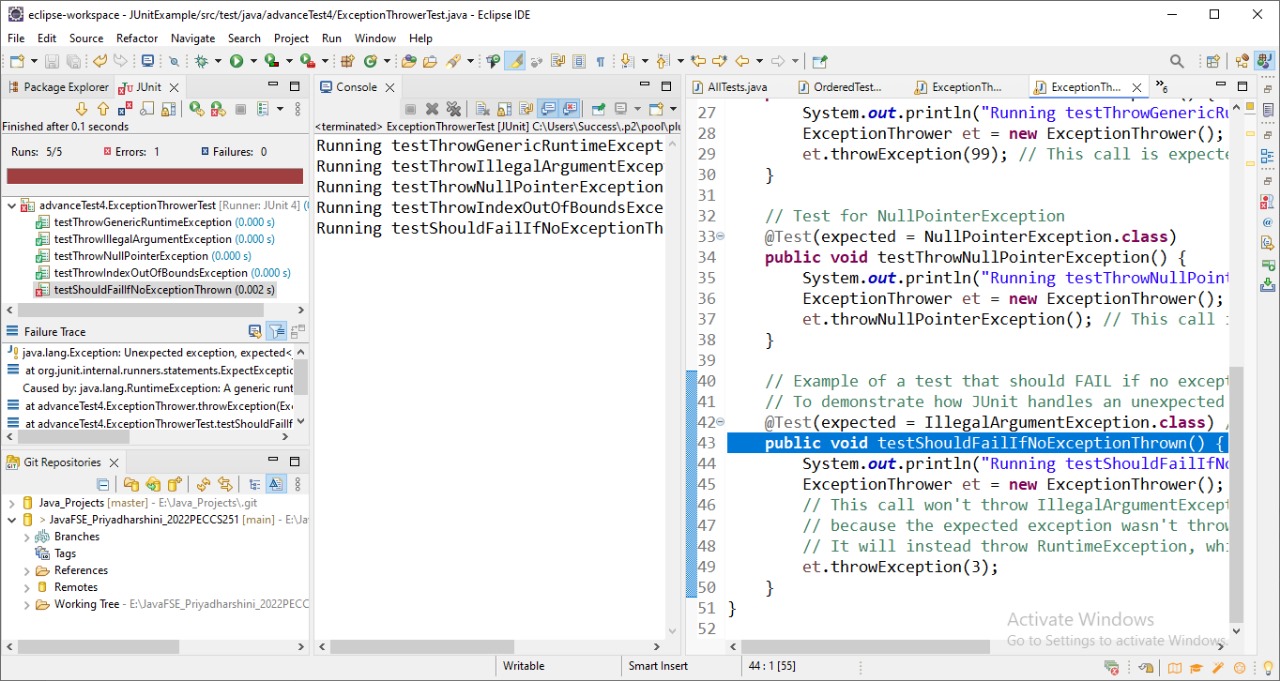 eclipse-workspace - JUnitExample/src/test/java/advanceTest4/ExceptionThrowerTest.java - Eclipse IDE
File Edit Source Refactor Navigate Search Project Run Window Help
Package Explorer JUnit
Finished after 0.1 seconds
Runs: 5/5 Errors: 1 Failures: 0
advanceTest4.ExceptionThrowerTest [Runner: JUnit 4] (
testThrowGenericRuntimeException (0.000 s)
testThrowIllegalArgumentException (0.000 s)
testThrowNullPointerException (0.000 s)
testThrowIndexOutOfBoundsException (0.000 s)
testShouldFailIfNoExceptionThrown (0.002 s)
Failure Trace
java.lang.Exception: Unexpected exception, expected<
at org.junit.internal.runners.statements.ExpectExceptic
Caused by: java.lang.RuntimeException: A generic runt
at advanceTest4.ExceptionThrower.throwException(Ex
at advanceTest4.ExceptionThrowerTest.testShouldFailIf
Git Repositories
Java_Projects [master] - E:\Java_Projects\.git
> JavaFSE_Priyadharshini_2022PECCS251 [main] - E:\Ja
Branches
Tags
References
Remotes
Working Tree - E:\JavaFSE_Priyadharshini_2022PECC
Console
<terminated> ExceptionThrowerTest [JUnit] C:\Users\Success\.p2\pool\plu
Running testThrowGenericRuntimeExcept
Running testThrowIllegalArgumentExcep
Running testThrowNullPointerException
Running testThrowIndexOutOfBoundsExce
Running testShouldFailIfNoExceptionTh
AllTests.java OrderedTest... ExceptionTh... ExceptionTh... »6
27 System.out.println("Running testThrowGenericRu
28 ExceptionThrower et = new ExceptionThrower();
29 et.throwException(99); // This call is expecte
30 }
31
32 // Test for NullPointerException
33 @Test(expected = NullPointerException.class)
34 public void testThrowNullPointerException() {
35 System.out.println("Running testThrowNullPoint
36 ExceptionThrower et = new ExceptionThrower();
37 et.throwNullPointerException(); // This call i
38 }
39
40 // Example of a test that should FAIL if no except
41 // To demonstrate how JUnit handles an unexpected
42 @Test(expected = IllegalArgumentException.class) /
43 public void testShouldFailIfNoExceptionThrown() {
44 System.out.println("Running testShouldFailIfNo
45 ExceptionThrower et = new ExceptionThrower();
46 // This call won't throw IllegalArgumentExcept
47 // because the expected exception wasn't throw
48 // It will instead throw RuntimeException, whi
49 et.throwException(3);
50 }
51 }
52
Activate Windows
Go to Settings to activate Windows.
Writable Smart Insert 44 : 1 [55]